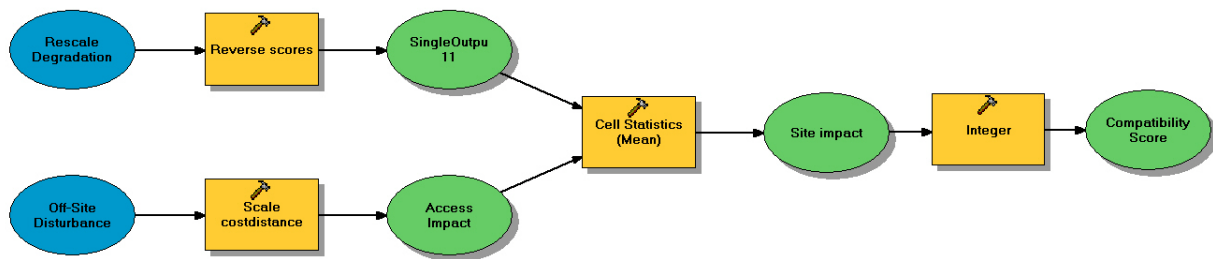 Rescale
Degradation
Reverse scores
SingleOutpu
11
Cell Statistics
(Mean)
Site impact
Integer
Compatibility
Score
Off-Site
Disturbance
Scale
costdistance
Access
Impact